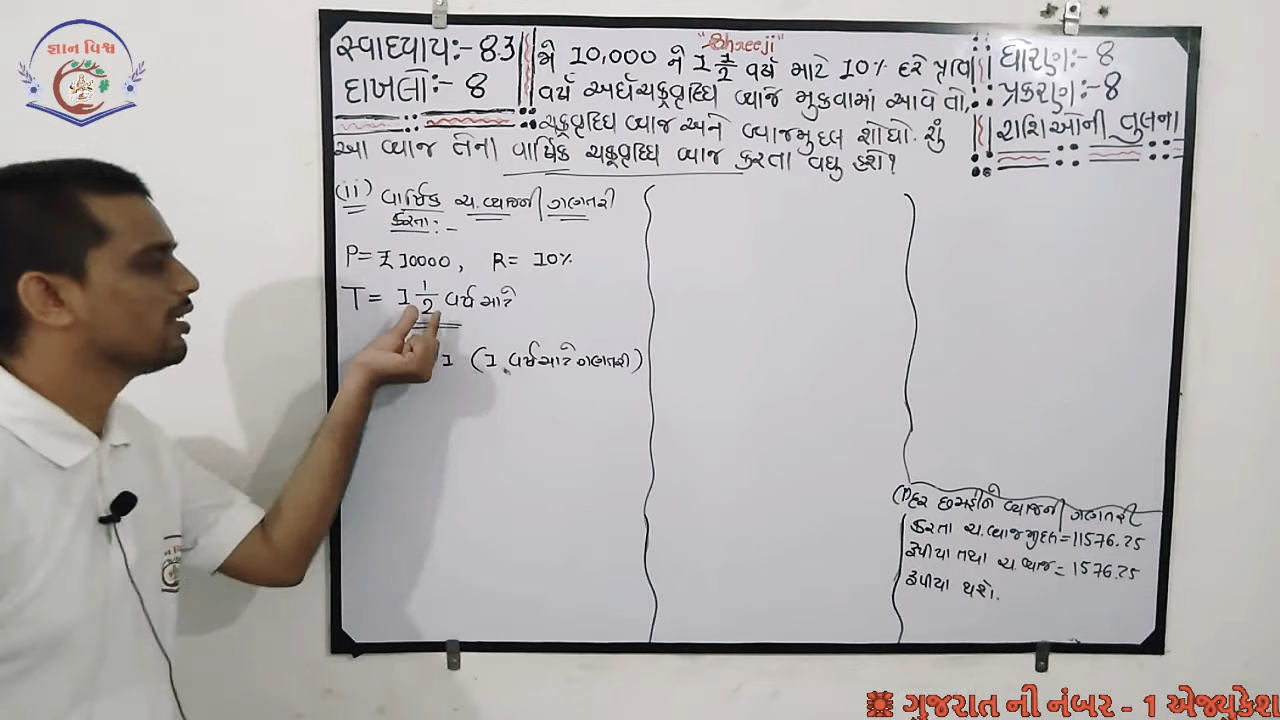 જ્ઞાન વિશ્વ
સ્વાધ્યાયઃ- 8.3
દાખલોઃ- 8
"Shreeji"
જો 10,000 ને 1 1/2 વર્ષ માટે 10% દરે પ્રતિ
વર્ષ અર્ધચક્રવૃદ્ધિ વ્યાજે મુકવામાં આવે તો,
ચક્રવૃદ્ધિ વ્યાજ અને વ્યાજમુદ્દલ શોધો. શું
આ વ્યાજ તેના વાર્ષિક ચક્રવૃદ્ધિ વ્યાજ કરતા વધુ હશે?
ધોરણઃ- 8
પ્રકરણઃ- 8
રાશિઓની તુલના
(ii) વાર્ષિક ચ.વ્યાજની ગણતરી
કરતાઃ-
P= ₹10000, R= 10%
T= 1 1/2 વર્ષ માટે
1 (1 વર્ષ માટે ગણતરી)
(i) દર છમાહીને વ્યાજની ગણતરી
કરતા ચ.વ્યાજમુદ્દલ = 11576.25
રૂપીયા તથા ચ.વ્યાજ = 1576.25
રૂપીયા થશે.
ગુજરાત ની નંબર - 1 એજ્યુકેશ